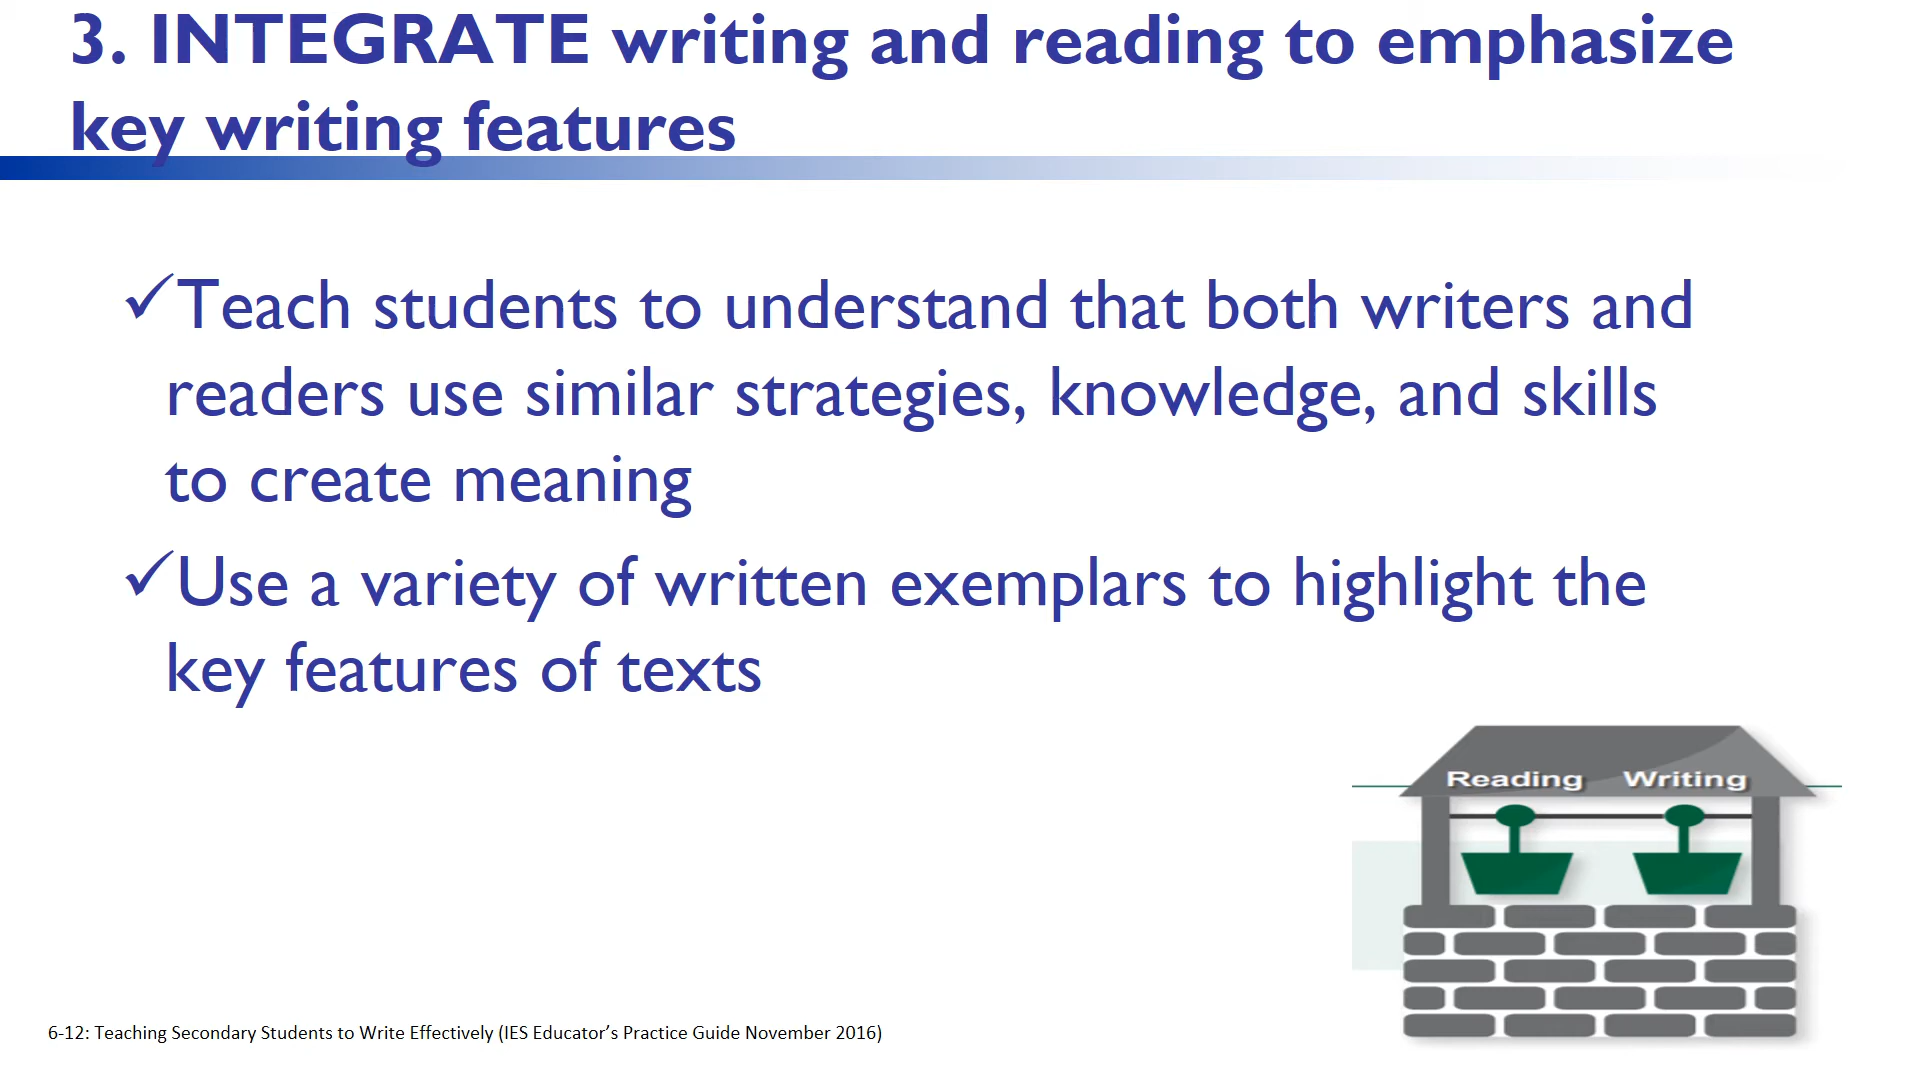 3. INTEGRATE writing and reading to emphasize
key writing features
✓Teach students to understand that both writers and
readers use similar strategies, knowledge, and skills
to create meaning
✓Use a variety of written exemplars to highlight the
key features of texts
Reading Writing
6-12: Teaching Secondary Students to Write Effectively (IES Educator’s Practice Guide November 2016)